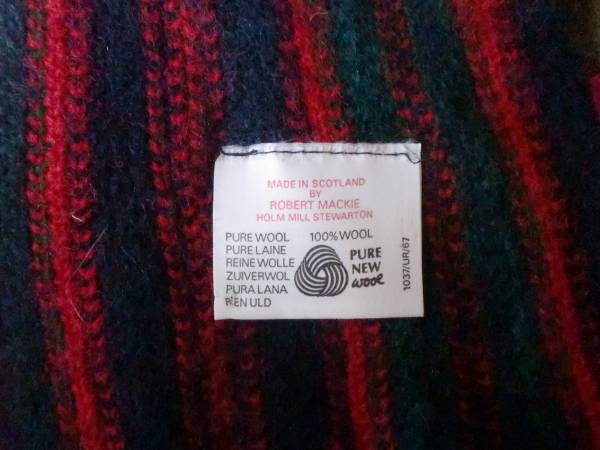 MADE IN SCOTLAND
BY
ROBERT MACKIE
HOLM MILL STEWARTON
PURE WOOL 100% WOOL
PURE LAINE
REINE WOLLE
ZUIVERWOL
PURA LANA
REN ULD
PURE
NEW
wool
1037/UR/67